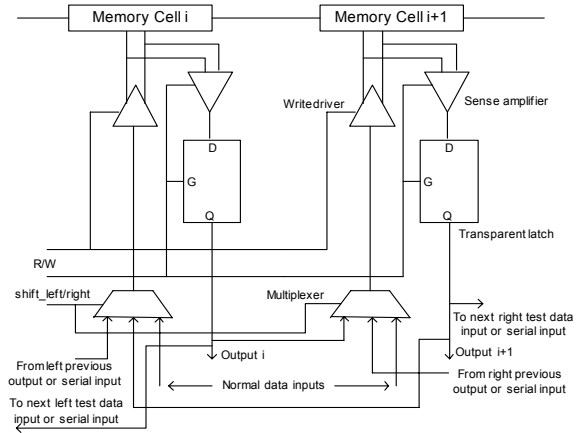 Memory Cell i
Memory Cell i+1
Write driver
Sense amplifier
D
D
G
G
Q
Q
Transparent latch
R/W
shift_left/right
Multiplexer
To next right test data
input or serial input
From left previous
output or serial input
Output i
Output i+1
Normal data inputs
From right previous
output or serial input
To next left test data
input or serial input